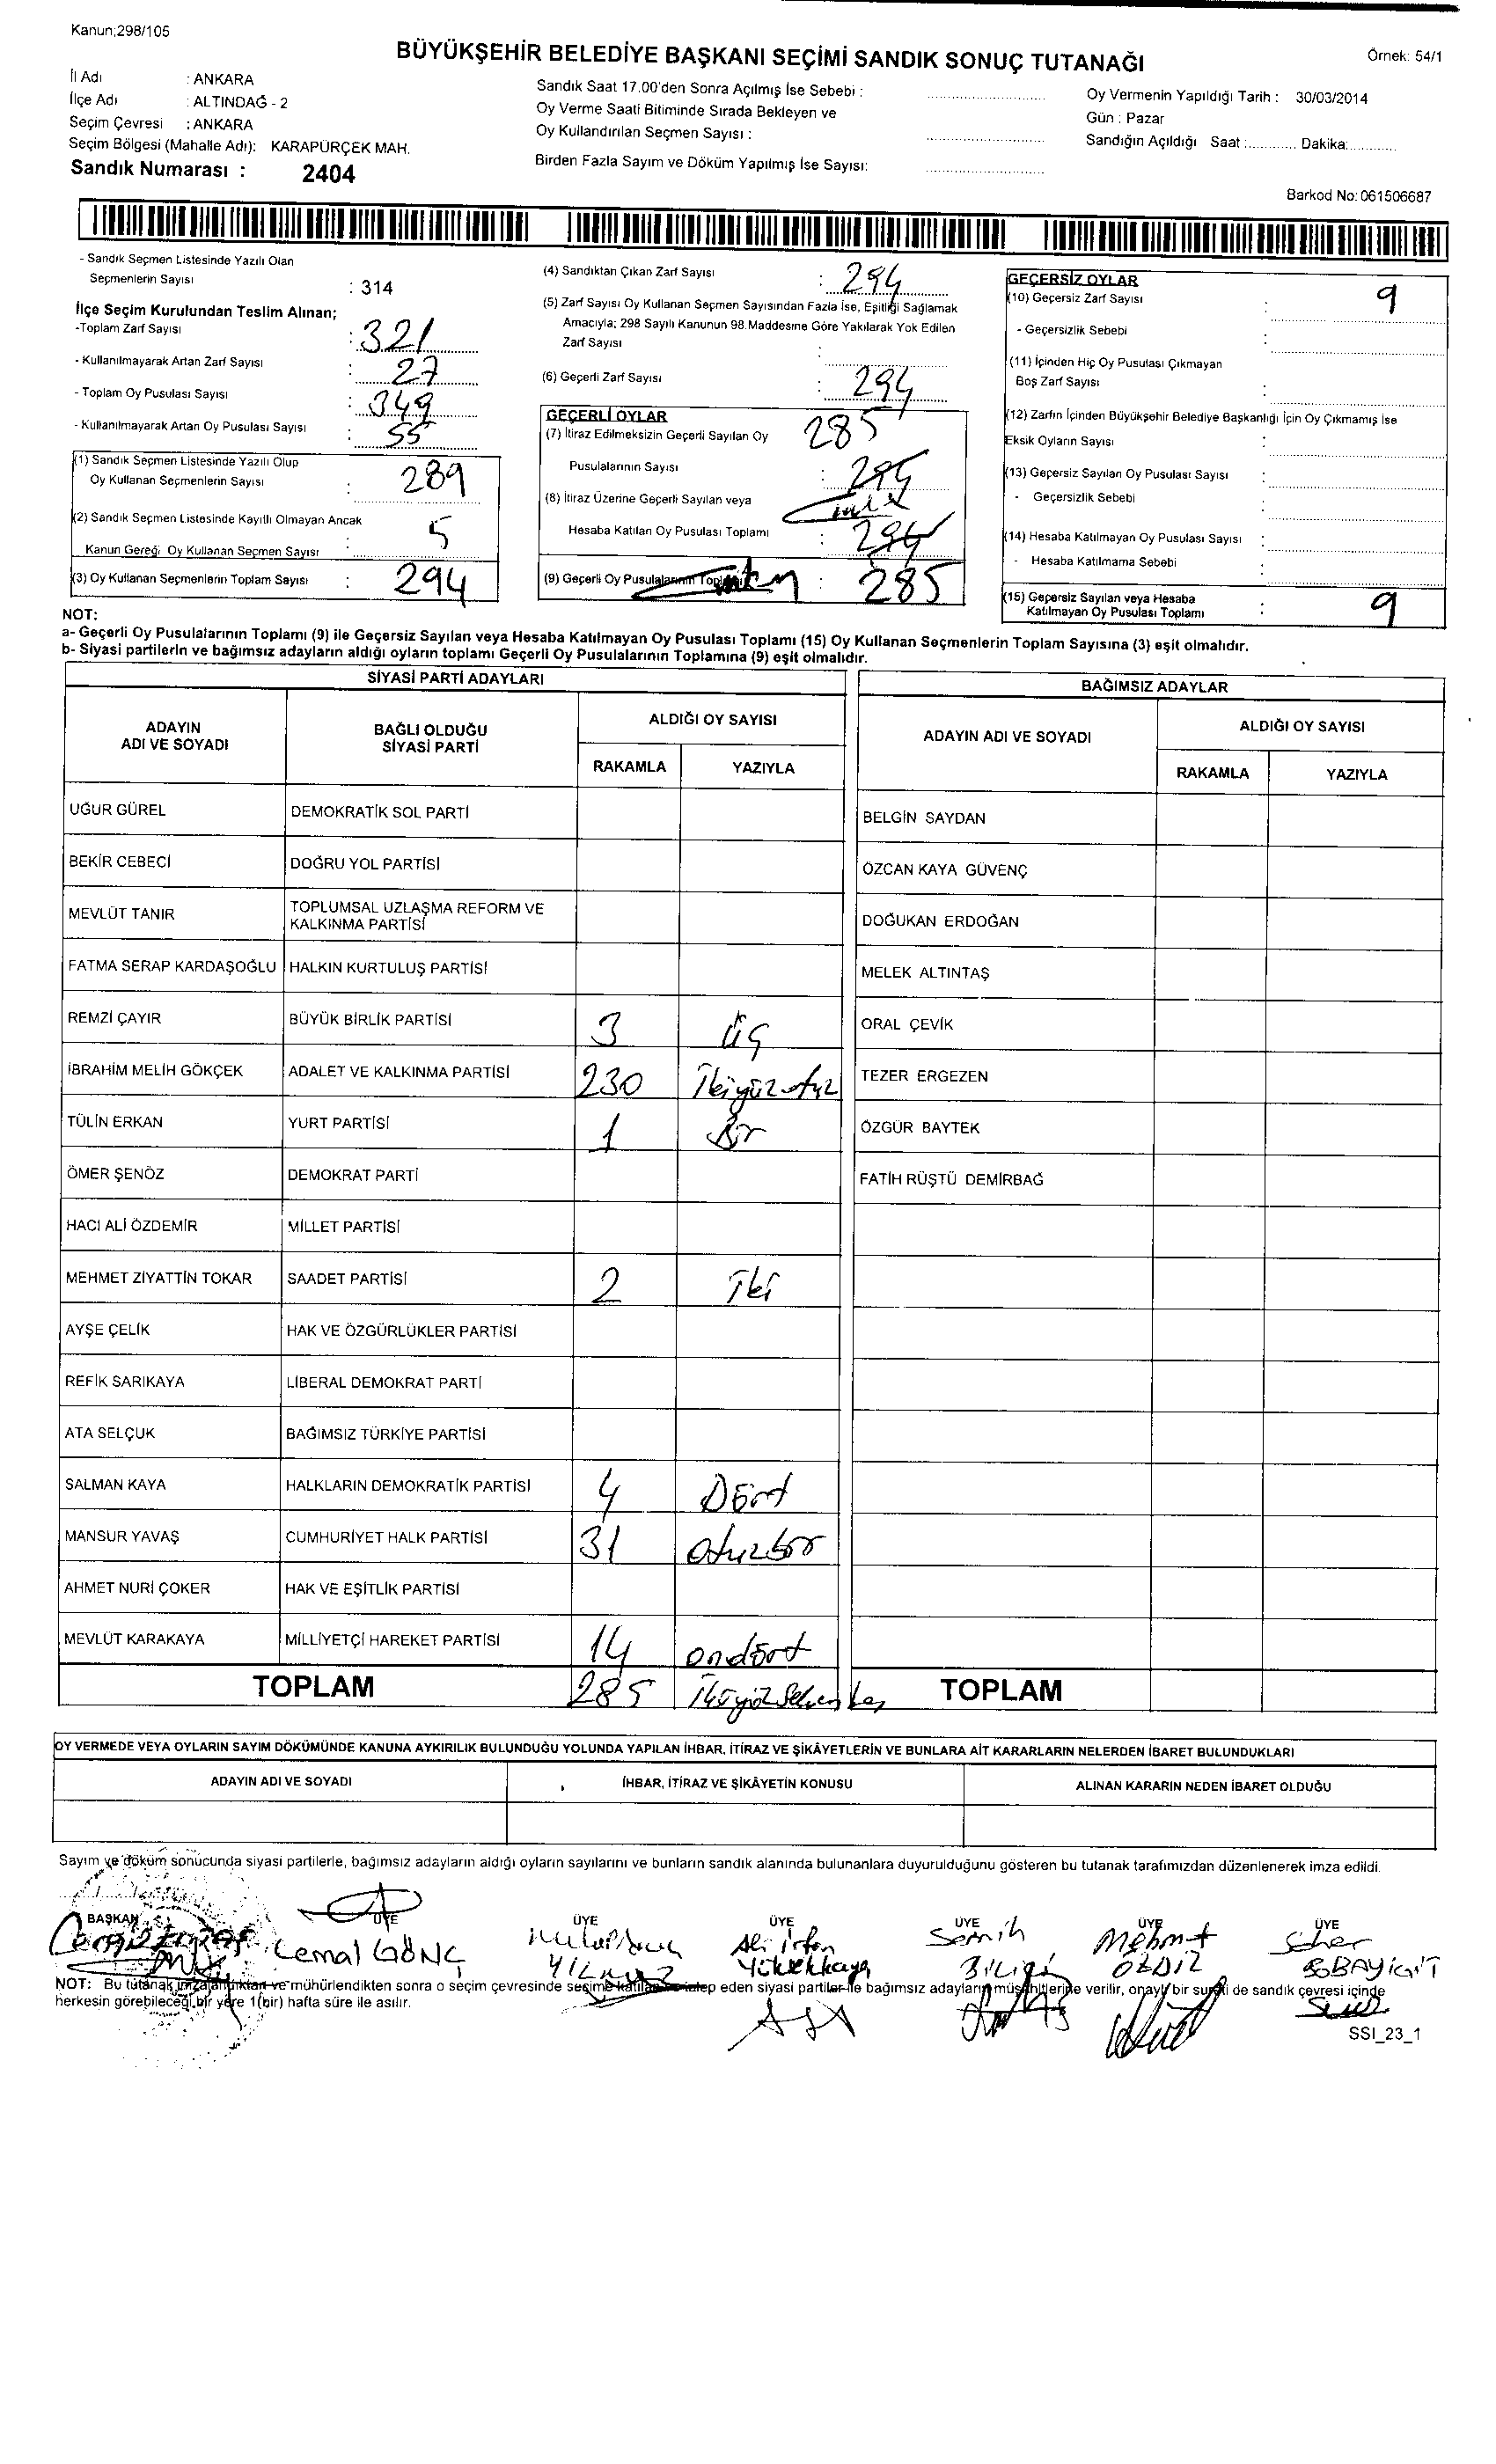 Kanun;298/105
BÜYÜKŞEHİR BELEDİYE BAŞKANI SEÇİMİ SANDIK SONUÇ TUTANAĞI
Örnek: 54/1
İl Adı : ANKARA
İlçe Adı : ALTINDAĞ - 2
Seçim Çevresi : ANKARA
Seçim Bölgesi (Mahalle Adı): KARAPÜRÇEK MAH.
Sandık Numarası : 2404
Sandık Saat 17.00'den Sonra Açılmış İse Sebebi :
Oy Verme Saati Bitiminde Sırada Bekleyen ve
Oy Kullandırılan Seçmen Sayısı :
Birden Fazla Sayım ve Döküm Yapılmış İse Sayısı:
Oy Vermenin Yapıldığı Tarih : 30/03/2014
Gün : Pazar
Sandığın Açıldığı Saat :............ Dakika:............
Barkod No: 061506687
- Sandık Seçmen Listesinde Yazılı Olan
Seçmenlerin Sayısı : 314
İlçe Seçim Kurulundan Teslim Alınan;
-Toplam Zarf Sayısı : 321
- Kullanılmayarak Artan Zarf Sayısı : 27
- Toplam Oy Pusulası Sayısı : 349
- Kullanılmayarak Artan Oy Pusulası Sayısı : 55
(1) Sandık Seçmen Listesinde Yazılı Olup
Oy Kullanan Seçmenlerin Sayısı : 289
(2) Sandık Seçmen Listesinde Kayıtlı Olmayan Ancak
Kanun Gereği Oy Kullanan Seçmen Sayısı : 5
(3) Oy Kullanan Seçmenlerin Toplam Sayısı : 294
(4) Sandıktan Çıkan Zarf Sayısı : 294
(5) Zarf Sayısı Oy Kullanan Seçmen Sayısından Fazla İse, Eşitliği Sağlamak
Amacıyla; 298 Sayılı Kanunun 98.Maddesine Göre Yakılarak Yok Edilen
Zarf Sayısı :
(6) Geçerli Zarf Sayısı : 294
GEÇERLİ OYLAR
(7) İtiraz Edilmeksizin Geçerli Sayılan Oy 285
Pusulalarının Sayısı : 294
(8) İtiraz Üzerine Geçerli Sayılan veya
Hesaba Katılan Oy Pusulası Toplamı : 294
(9) Geçerli Oy Pusulalarının Toplamı : 285
GEÇERSİZ OYLAR
(10) Geçersiz Zarf Sayısı : 9
- Geçersizlik Sebebi :
(11) İçinden Hiç Oy Pusulası Çıkmayan
Boş Zarf Sayısı :
(12) Zarfın İçinden Büyükşehir Belediye Başkanlığı İçin Oy Çıkmamış İse
Eksik Oyların Sayısı :
(13) Geçersiz Sayılan Oy Pusulası Sayısı :
- Geçersizlik Sebebi :
(14) Hesaba Katılmayan Oy Pusulası Sayısı :
- Hesaba Katılmama Sebebi :
(15) Geçersiz Sayılan veya Hesaba
Katılmayan Oy Pusulası Toplamı : 9
NOT:
a- Geçerli Oy Pusulalarının Toplamı (9) ile Geçersiz Sayılan veya Hesaba Katılmayan Oy Pusulası Toplamı (15) Oy Kullanan Seçmenlerin Toplam Sayısına (3) eşit olmalıdır.
b- Siyasi partilerin ve bağımsız adayların aldığı oyların toplamı Geçerli Oy Pusulalarının Toplamına (9) eşit olmalıdır.
SİYASİ PARTİ ADAYLARI
ADAYIN ADI VE SOYADI
BAĞLI OLDUĞU SİYASİ PARTİ
ALDIĞI OY SAYISI
RAKAMLA YAZIYLA
UĞUR GÜREL DEMOKRATİK SOL PARTİ
BEKİR CEBECİ DOĞRU YOL PARTİSİ
MEVLÜT TANIR TOPLUMSAL UZLAŞMA REFORM VE KALKINMA PARTİSİ
FATMA SERAP KARDAŞOĞLU HALKIN KURTULUŞ PARTİSİ
REMZİ ÇAYIR BÜYÜK BİRLİK PARTİSİ 3 üç
İBRAHİM MELİH GÖKÇEK ADALET VE KALKINMA PARTİSİ 230 İkiyüz otuz
TÜLİN ERKAN YURT PARTİSİ 1 Bir
ÖMER ŞENÖZ DEMOKRAT PARTİ
HACI ALİ ÖZDEMİR MİLLET PARTİSİ
MEHMET ZİYATTİN TOKAR SAADET PARTİSİ 2 İki
AYŞE ÇELİK HAK VE ÖZGÜRLÜKLER PARTİSİ
REFİK SARIKAYA LİBERAL DEMOKRAT PARTİ
ATA SELÇUK BAĞIMSIZ TÜRKİYE PARTİSİ
SALMAN KAYA HALKLARIN DEMOKRATİK PARTİSİ 4 Dört
MANSUR YAVAŞ CUMHURİYET HALK PARTİSİ 31 otuzbir
AHMET NURİ ÇOKER HAK VE EŞİTLİK PARTİSİ
MEVLÜT KARAKAYA MİLLİYETÇİ HAREKET PARTİSİ 14 ondört
TOPLAM 285 ikiyüz seksen beş
BAĞIMSIZ ADAYLAR
ADAYIN ADI VE SOYADI
ALDIĞI OY SAYISI
RAKAMLA YAZIYLA
BELGİN SAYDAN
ÖZCAN KAYA GÜVENÇ
DOĞUKAN ERDOĞAN
MELEK ALTINTAŞ
ORAL ÇEVİK
TEZER ERGEZEN
ÖZGÜR BAYTEK
FATİH RÜŞTÜ DEMİRBAĞ
TOPLAM
OY VERMEDE VEYA OYLARIN SAYIM DÖKÜMÜNDE KANUNA AYKIRILIK BULUNDUĞU YOLUNDA YAPILAN İHBAR, İTİRAZ VE ŞİKÂYETLERİN VE BUNLARA AİT KARARLARIN NELERDEN İBARET BULUNDUKLARI
ADAYIN ADI VE SOYADI İHBAR, İTİRAZ VE ŞİKÂYETİN KONUSU ALINAN KARARIN NEDEN İBARET OLDUĞU
Sayım ve döküm sonucunda siyasi partilerle, bağımsız adayların aldığı oyların sayılarını ve bunların sandık alanında bulunanlara duyurulduğunu gösteren bu tutanak tarafımızdan düzenlenerek imza edildi.
BAŞKAN ÜYE ÜYE ÜYE ÜYE ÜYE ÜYE
Cemal GÖNÇ
YILMAZ
Ali irfan Yükekkaya
Semih BİLGİ
Mehmet ÖZDİZ
Seher
NOT: Bu tutanak imzalandıktan ve mühürlendikten sonra o seçim çevresinde seçime katılan ve talep eden siyasi partiler ile bağımsız adayların müşahitlerine verilir, onaylı bir sureti de sandık çevresi içinde
herkesin görebileceği bir yere 1(bir) hafta süre ile asılır.
SSI_23_1